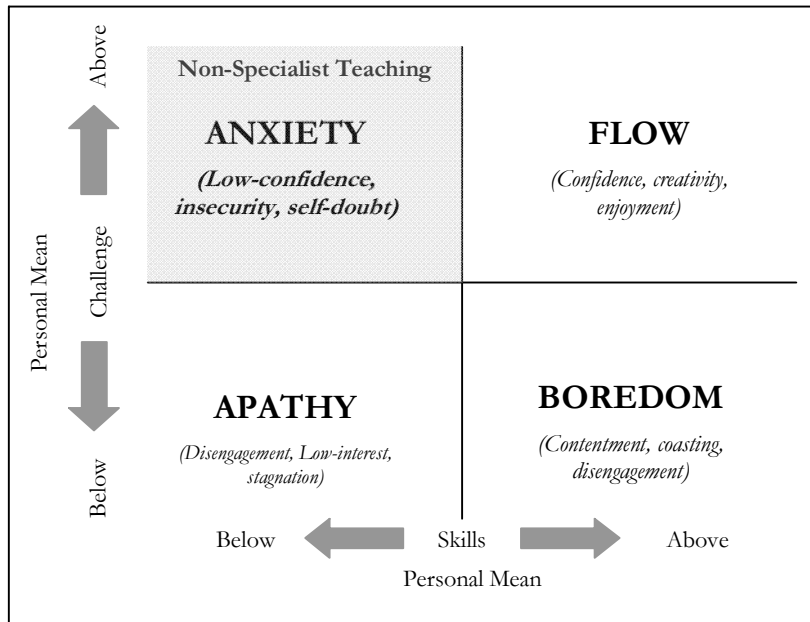 Non-Specialist Teaching
ANXIETY
(Low-confidence,
insecurity, self-doubt)
FLOW
(Confidence, creativity,
enjoyment)
APATHY
(Disengagement, Low-interest,
stagnation)
BOREDOM
(Contentment, coasting,
disengagement)
Above
Challenge
Below
Personal Mean
Below
Skills
Above
Personal Mean